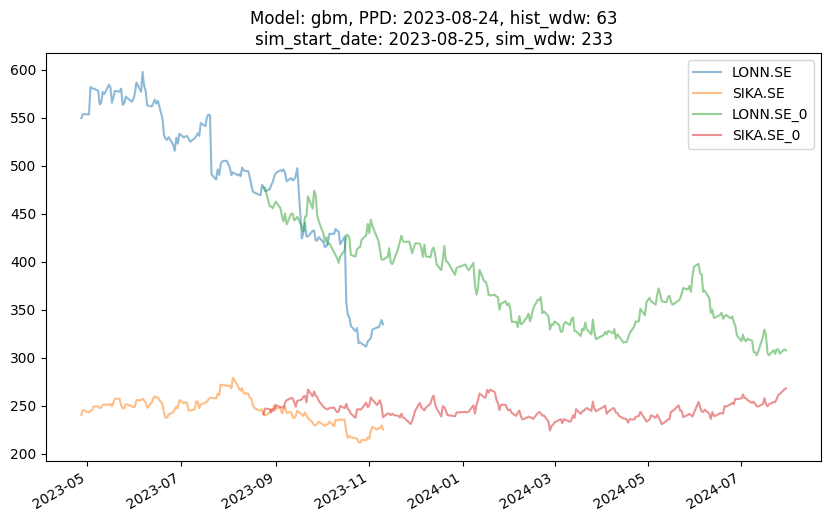 Model: gbm, PPD: 2023-08-24, hist_wdw: 63
sim_start_date: 2023-08-25, sim_wdw: 233
LONN.SE
SIKA.SE
LONN.SE_0
SIKA.SE_0
600
550
500
450
400
350
300
250
200
2023-05
2023-07
2023-09
2023-11
2024-01
2024-03
2024-05
2024-07